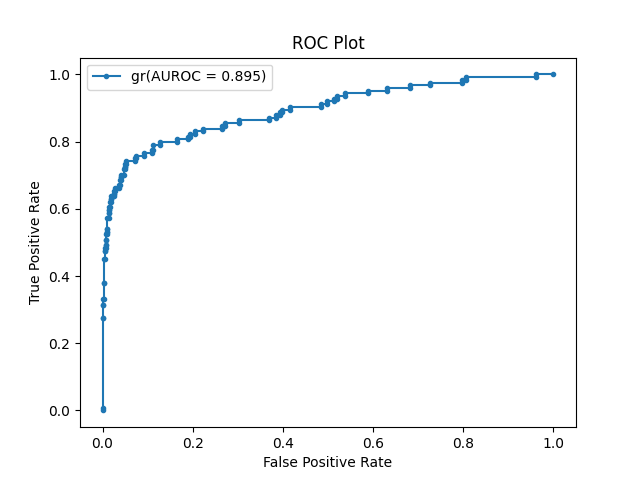 ROC Plot
gr(AUROC = 0.895)
1.0
0.8
0.6
0.4
0.2
0.0
True Positive Rate
0.0 0.2 0.4 0.6 0.8 1.0
False Positive Rate